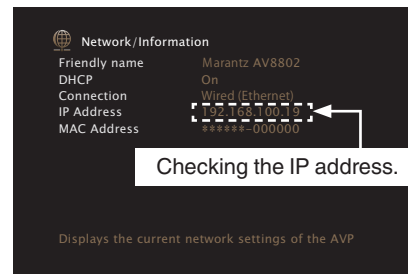 Network/Information
Friendly name Marantz AV8802
DHCP On
Connection Wired (Ethernet)
IP Address 192.168.100.19
MAC Address ******-000000
Checking the IP address.
Displays the current network settings of the AVP